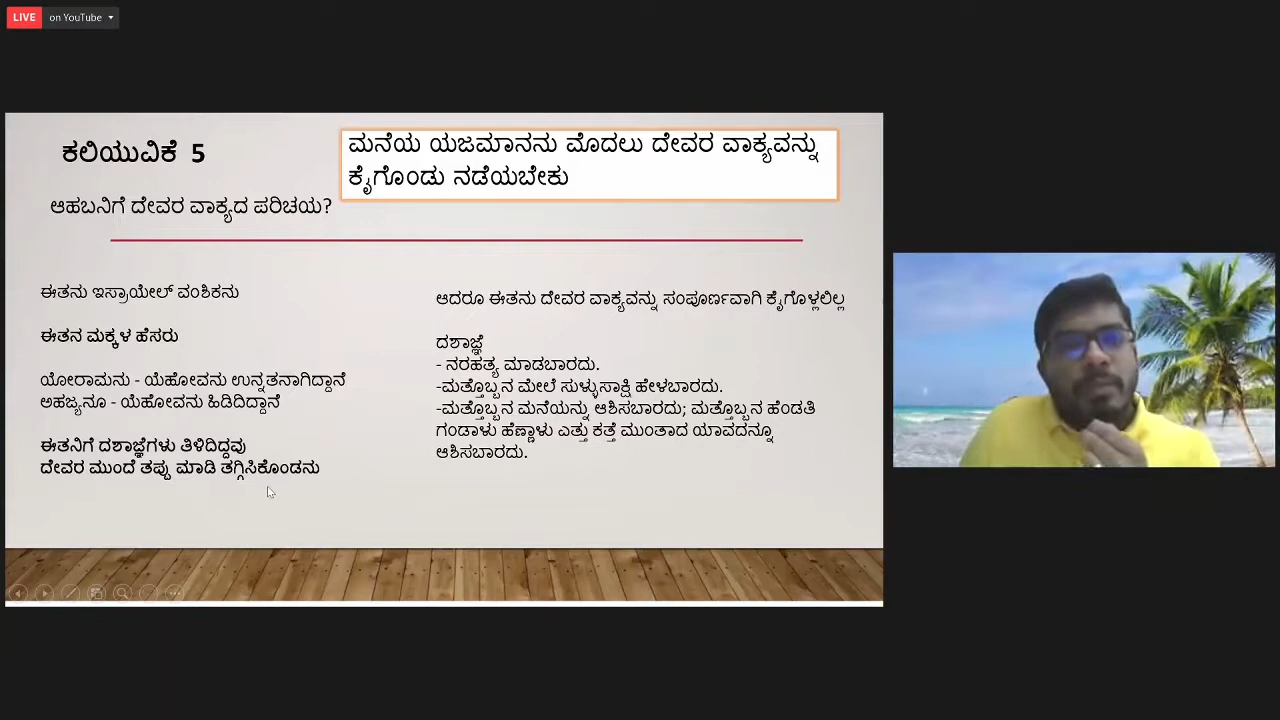 LIVE on YouTube
ಕಲಿಯುವಿಕೆ 5
ಮನೆಯ ಯಜಮಾನನು ಮೊದಲು ದೇವರ ವಾಕ್ಯವನ್ನು
ಕೈಗೊಂಡು ನಡೆಯಬೇಕು
ಆಹಬನಿಗೆ ದೇವರ ವಾಕ್ಯದ ಪರಿಚಯ?
ಈತನು ಇಸ್ರಾಯೇಲ್ ವಂಶಿಕನು
ಈತನ ಮಕ್ಕಳ ಹೆಸರು
ಯೋರಾಮನು - ಯೆಹೋವನು ಉನ್ನತನಾಗಿದ್ದಾನೆ
ಅಹಜ್ಯನೂ - ಯೆಹೋವನು ಹಿಡಿದಿದ್ದಾನೆ
ಈತನಿಗೆ ದಶಾಜ್ಞೆಗಳು ತಿಳಿದಿದ್ದವು
ದೇವರ ಮುಂದೆ ತಪ್ಪು ಮಾಡಿ ತಗ್ಗಿಸಿಕೊಂಡನು
ಆದರೂ ಈತನು ದೇವರ ವಾಕ್ಯವನ್ನು ಸಂಪೂರ್ಣವಾಗಿ ಕೈಗೊಳ್ಲಲಿಲ್ಲ
ದಶಾಜ್ಞೆ
- ನರಹತ್ಯ ಮಾಡಬಾರದು.
-ಮತ್ತೊಬ್ಬನ ಮೇಲೆ ಸುಳ್ಳುಸಾಕ್ಷಿ ಹೇಳಬಾರದು.
-ಮತ್ತೊಬ್ಬನ ಮನೆಯನ್ನು ಆಶಿಸಬಾರದು; ಮತ್ತೊಬ್ಬನ ಹೆಂಡತಿ
ಗಂಡಾಳು ಹೆಣ್ಣಾಳು ಎತ್ತು ಕತ್ತೆ ಮುಂತಾದ ಯಾವದನ್ನೂ
ಆಶಿಸಬಾರದು.